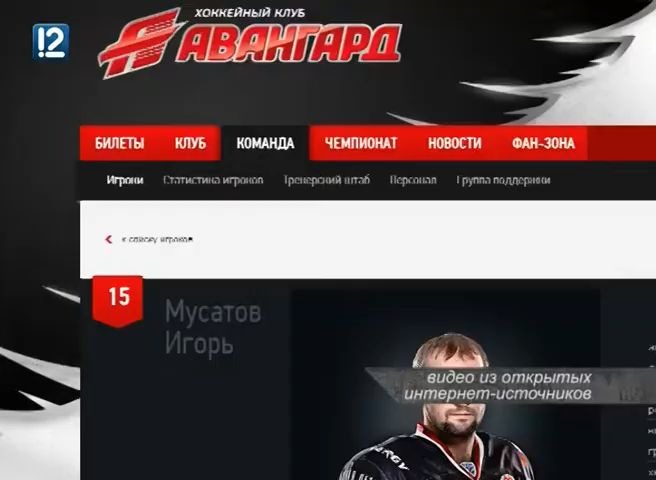 12
ХОККЕЙНЫЙ КЛУБ
АВАНГАРД
БИЛЕТЫ КЛУБ КОМАНДА ЧЕМПИОНАТ НОВОСТИ ФАН-ЗОНА
Игроки Статистика игроков Тренерский штаб Персонал Группа поддержки
к списку игроков
15
Мусатов
Игорь
видео из открытых
интернет-источников